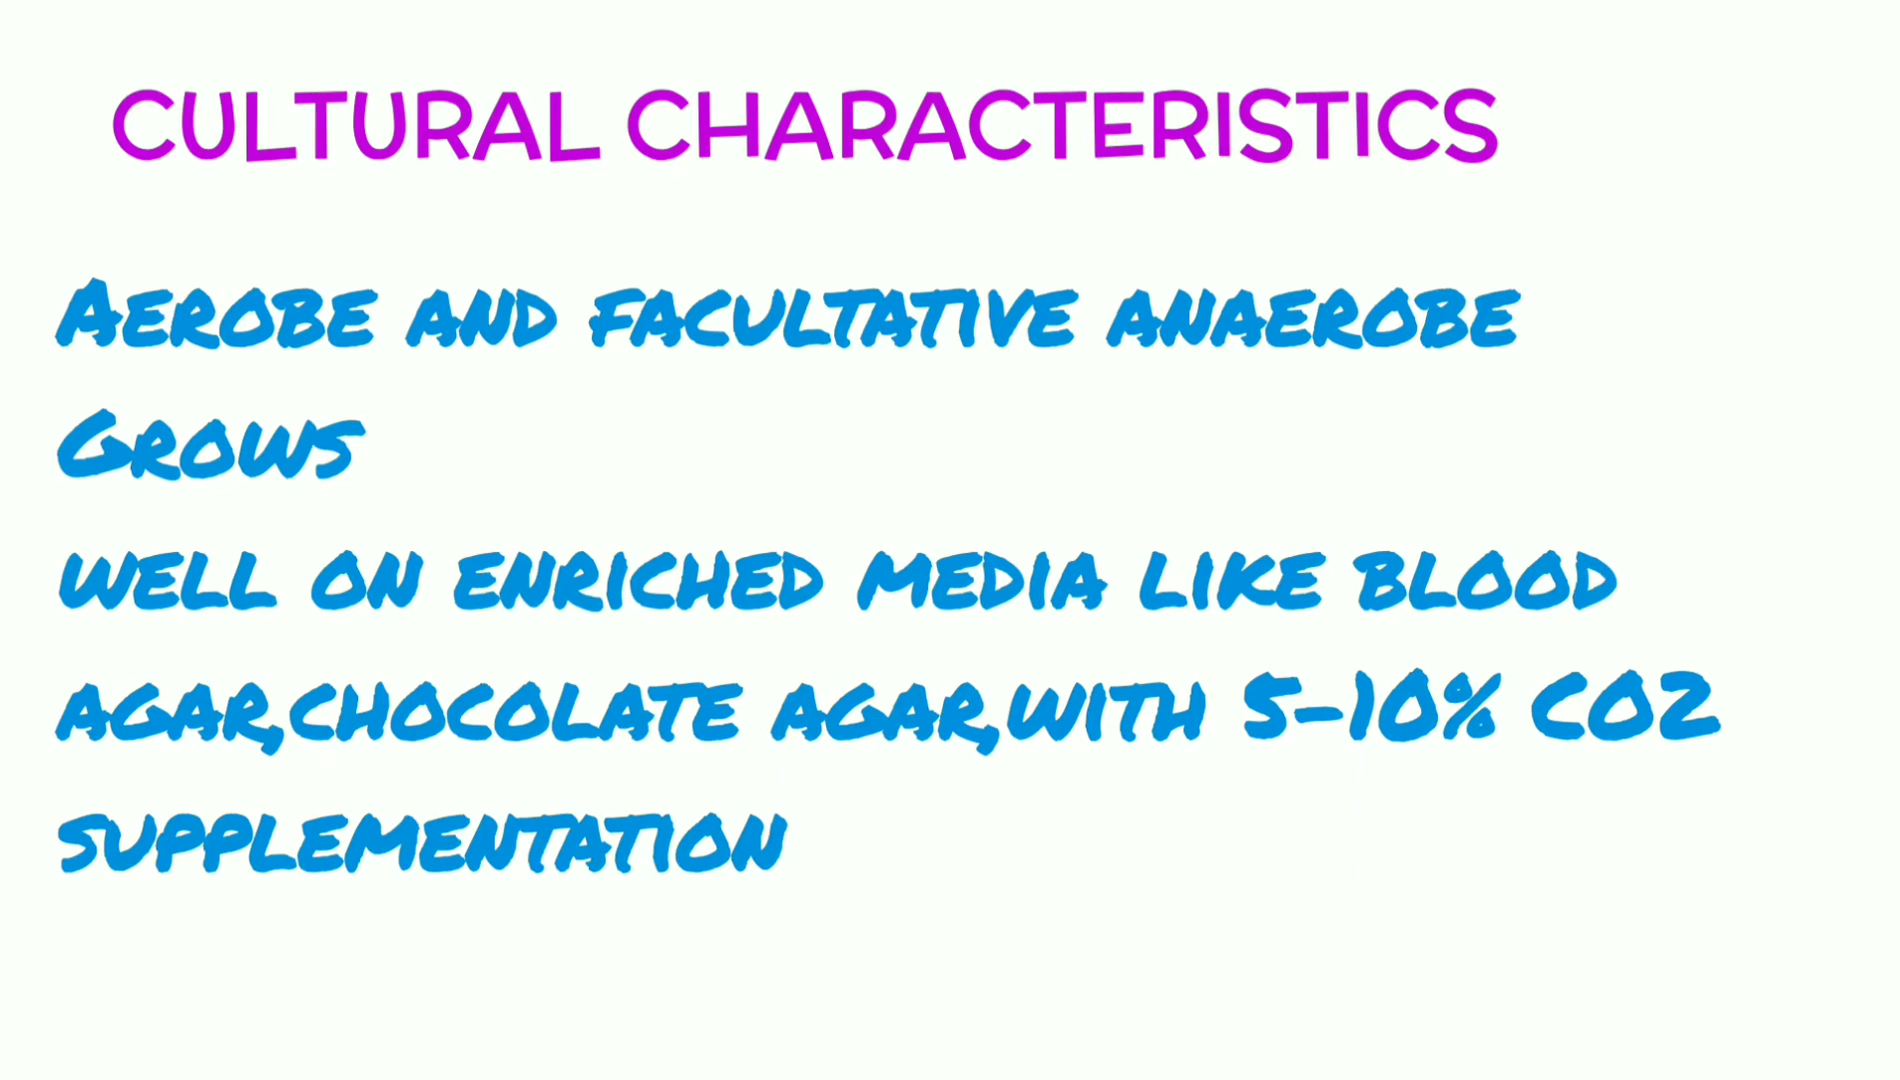 CULTURAL CHARACTERISTICS
Aerobe and facultative anaerobe
Grows
well on enriched media like blood
agar,chocolate agar,with 5-10% CO2
supplementation